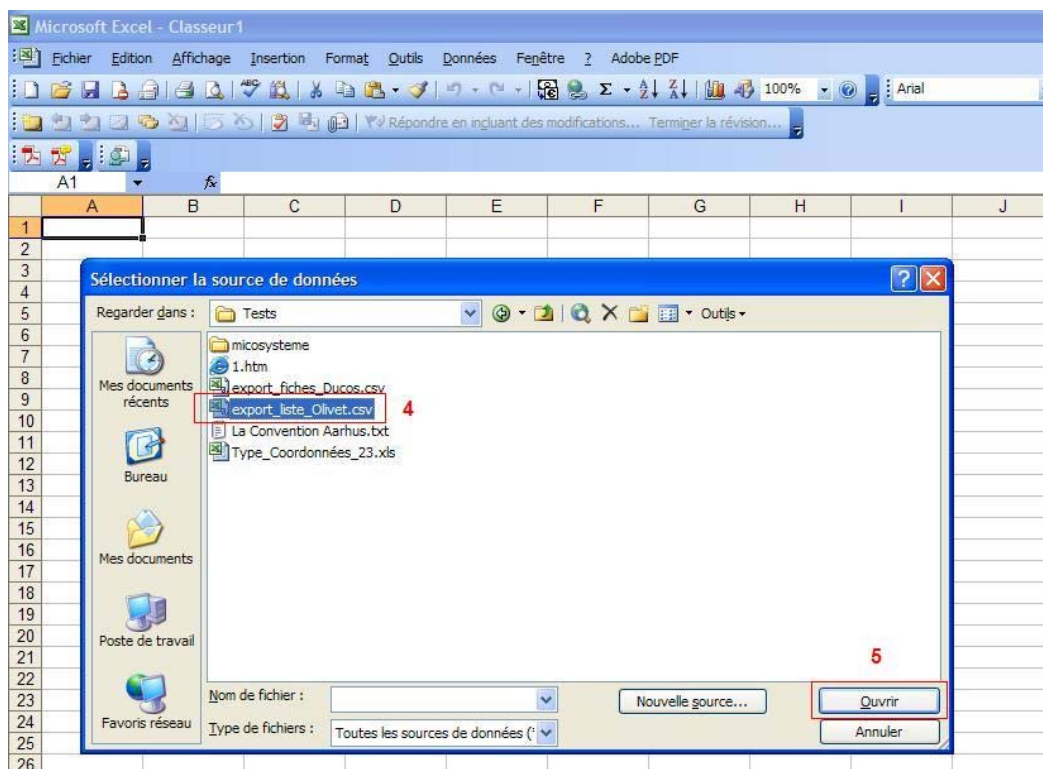 Microsoft Excel - Classeur1
Fichier Edition Affichage Insertion Format Outils Données Fenêtre ? Adobe PDF
100% Arial
Répondre en incluant des modifications... Terminer la révision...
A1 fx
A B C D E F G H I J
1
2
3
Sélectionner la source de données
4
5
Regarder dans : Tests Outils
6
micosysteme
7
1.htm
8
Mes documents récents
export_fiches_Ducos.csv
9
export_liste_Olivet.csv 4
10
La Convention Aarhus.txt
11
Type_Coordonnées_23.xls
12
Bureau
13
14
15
16
Mes documents
17
18
19
20
Poste de travail
21
5
22
Nom de fichier : Nouvelle source... Ouvrir
23
24
Favoris réseau
Type de fichiers : Toutes les sources de données (* Annuler
25
26